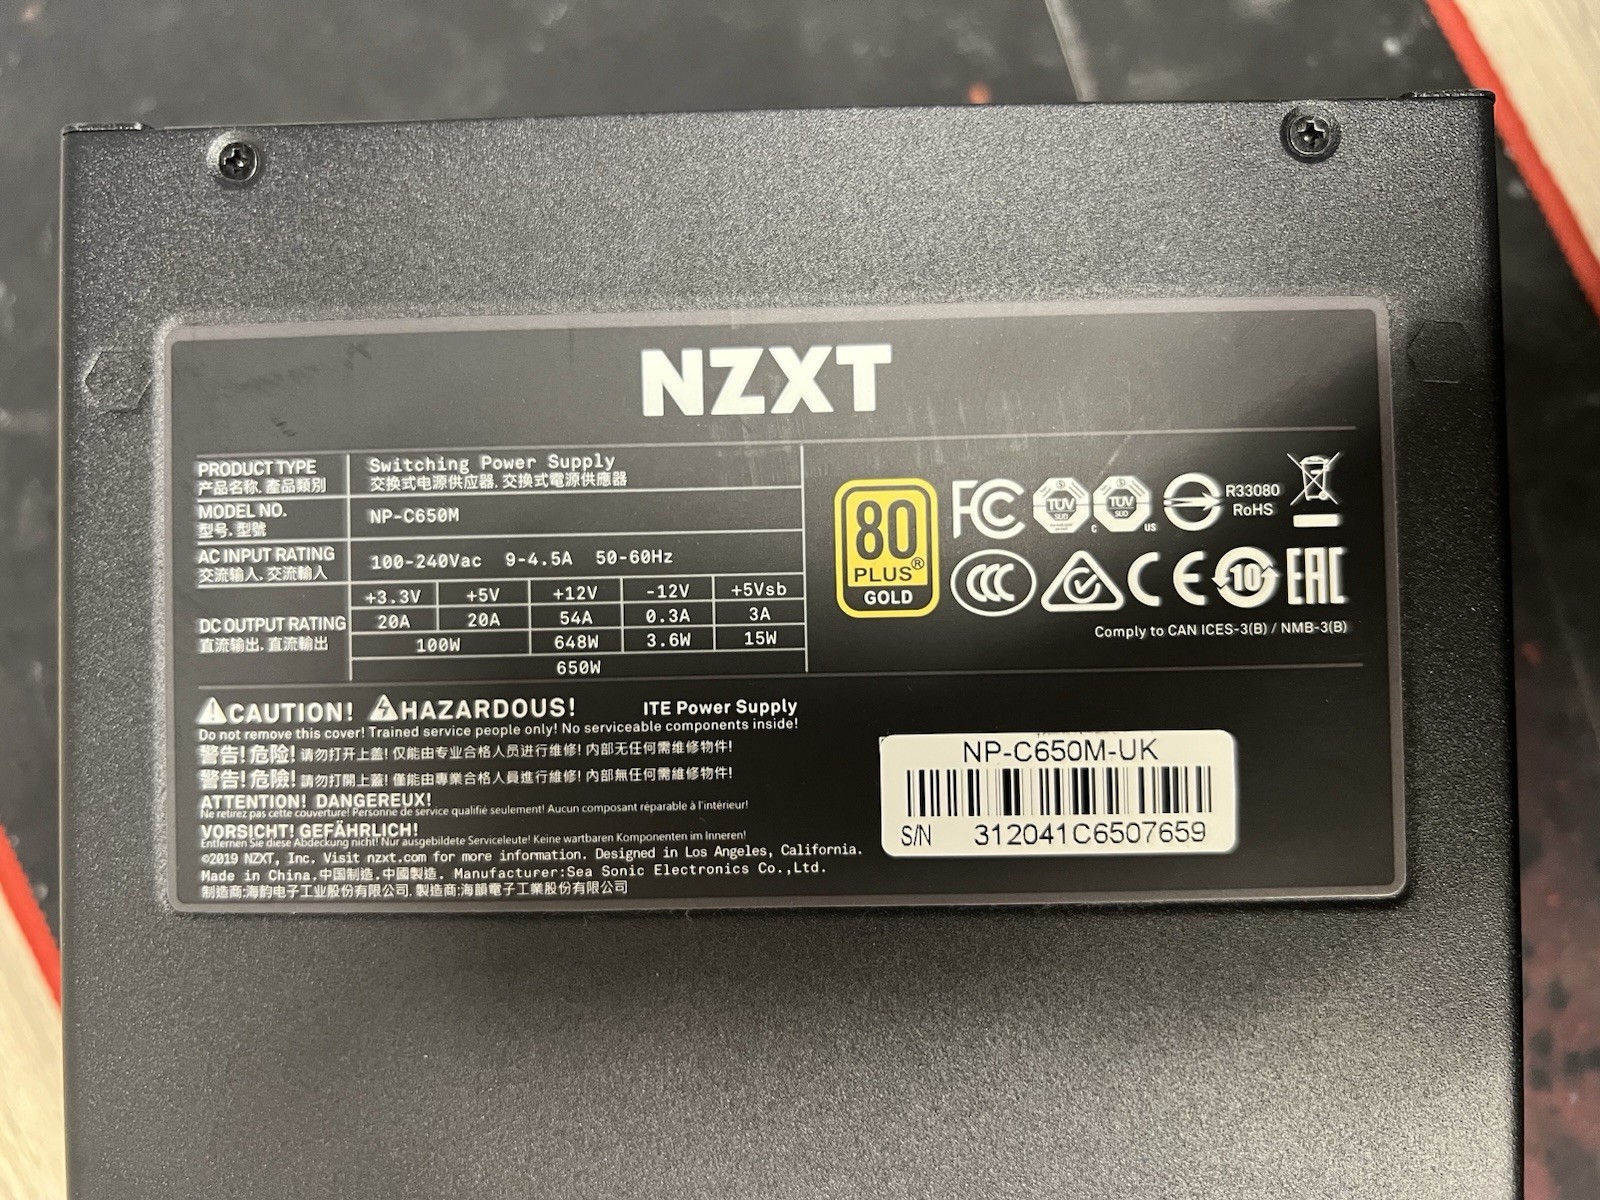 NZXT
PRODUCT TYPE
产品名称. 產品類別
Switching Power Supply
交换式电源供应器. 交換式電源供應器
MODEL NO.
型号. 型號
NP-C650M
AC INPUT RATING
交流输入. 交流輸入
100-240Vac 9-4.5A 50-60Hz
DC OUTPUT RATING
直流输出. 直流輸出
+3.3V +5V +12V -12V +5Vsb
20A 20A 54A 0.3A 3A
100W 648W 3.6W 15W
650W
80
PLUS®
GOLD
FC
TÜV
SÜD
TÜV
SÜD
C US
R33080
RoHS
CCC
CE
10
EAC
Comply to CAN ICES-3(B) / NMB-3(B)
CAUTION! HAZARDOUS! ITE Power Supply
Do not remove this cover! Trained service people only! No serviceable components inside!
警告! 危险! 请勿打开上盖! 仅能由专业合格人员进行维修! 内部无任何需维修物件!
警告! 危險! 請勿打開上蓋! 僅能由專業合格人員進行維修! 內部無任何需維修物件!
ATTENTION! DANGEREUX!
Ne retirez pas cette couverture! Personne de service qualifié seulement! Aucun composant réparable à l'intérieur!
VORSICHT! GEFÄHRLICH!
Entfernen Sie diese Abdeckung nicht! Nur ausgebildete Serviceleute! Keine wartbaren Komponenten im Inneren!
©2019 NZXT, Inc. Visit nzxt.com for more information. Designed in Los Angeles, California.
Made in China.中国制造.中國製造. Manufacturer:Sea Sonic Electronics Co.,Ltd.
制造商:海韵电子工业股份有限公司. 製造商:海韻電子工業股份有限公司
NP-C650M-UK
S/N 312041C6507659